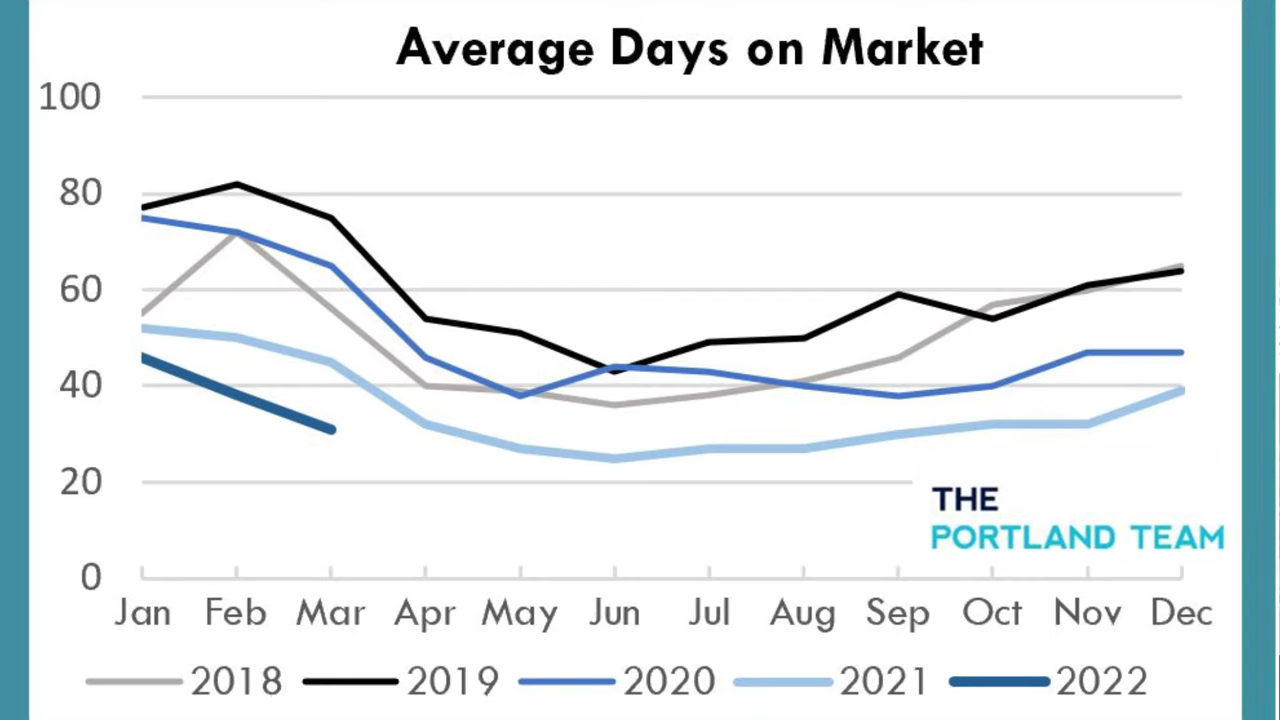 Average Days on Market
100
80
60
40
20
0
THE
PORTLAND TEAM
Jan Feb Mar Apr May Jun Jul Aug Sep Oct Nov Dec
2018 2019 2020 2021 2022